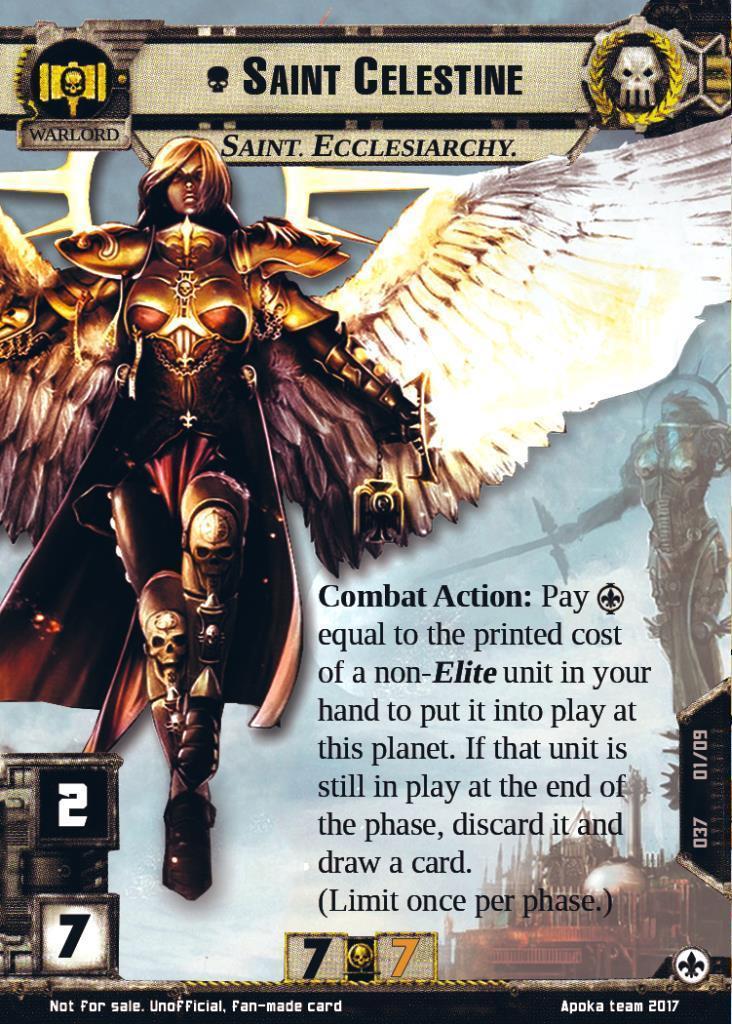 SAINT CELESTINE
WARLORD
SAINT. ECCLESIARCHY.
Combat Action: Pay
equal to the printed cost
of a non-Elite unit in your
hand to put it into play at
this planet. If that unit is
still in play at the end of
the phase, discard it and
draw a card.
(Limit once per phase.)
2
7
7 7
037 01/09
Not for sale. Unofficial, Fan-made card
Apoka team 2017